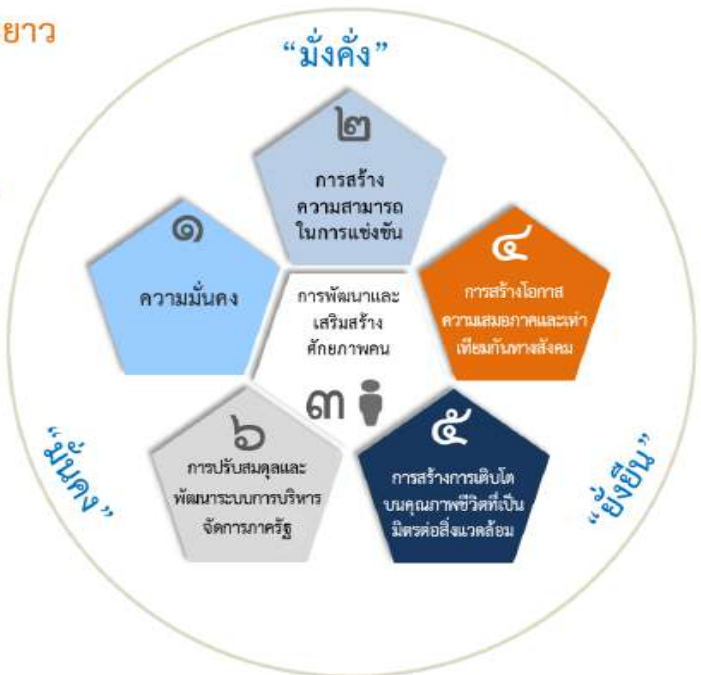 ยาว
“มั่งคั่ง”
๒
การสร้าง
ความสามารถ
ในการแข่งขัน
๑
ความมั่นคง
๔
การสร้างโอกาส
ความเสมอภาคและเท่า
เทียมกันทางสังคม
การพัฒนาและ
เสริมสร้าง
ศักยภาพคน
๓
๖
การปรับสมดุลและ
พัฒนาระบบการบริหาร
จัดการภาครัฐ
๕
การสร้างการเติบโต
บนคุณภาพชีวิตที่เป็น
มิตรต่อสิ่งแวดล้อม
“มั่นคง”
“ยั่งยืน”